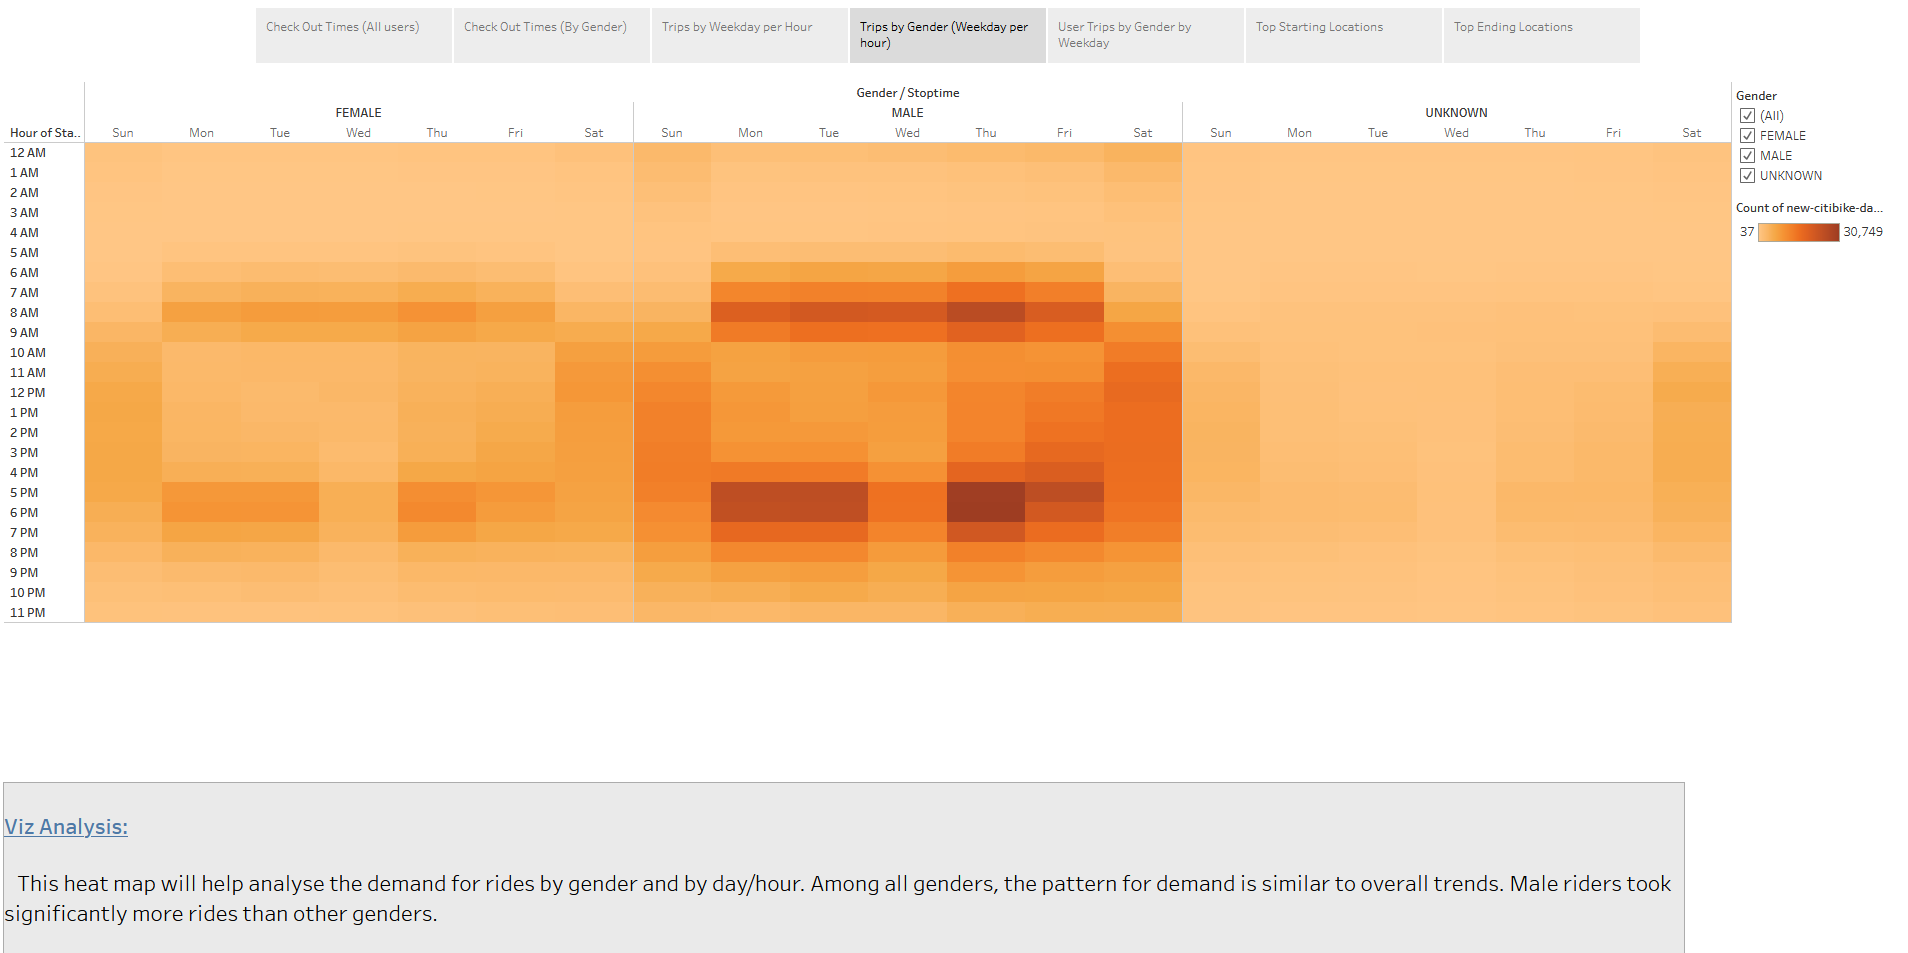 Check Out Times (All users)
Check Out Times (By Gender)
Trips by Weekday per Hour
Trips by Gender (Weekday per
hour)
User Trips by Gender by
Weekday
Top Starting Locations
Top Ending Locations
Gender / Stoptime
FEMALE MALE UNKNOWN
Hour of Sta.. Sun Mon Tue Wed Thu Fri Sat Sun Mon Tue Wed Thu Fri Sat Sun Mon Tue Wed Thu Fri Sat
12 AM
1 AM
2 AM
3 AM
4 AM
5 AM
6 AM
7 AM
8 AM
9 AM
10 AM
11 AM
12 PM
1 PM
2 PM
3 PM
4 PM
5 PM
6 PM
7 PM
8 PM
9 PM
10 PM
11 PM
Gender
(All)
FEMALE
MALE
UNKNOWN
Count of new-citibike-da...
37 30,749
Viz Analysis:
This heat map will help analyse the demand for rides by gender and by day/hour. Among all genders, the pattern for demand is similar to overall trends. Male riders took
significantly more rides than other genders.